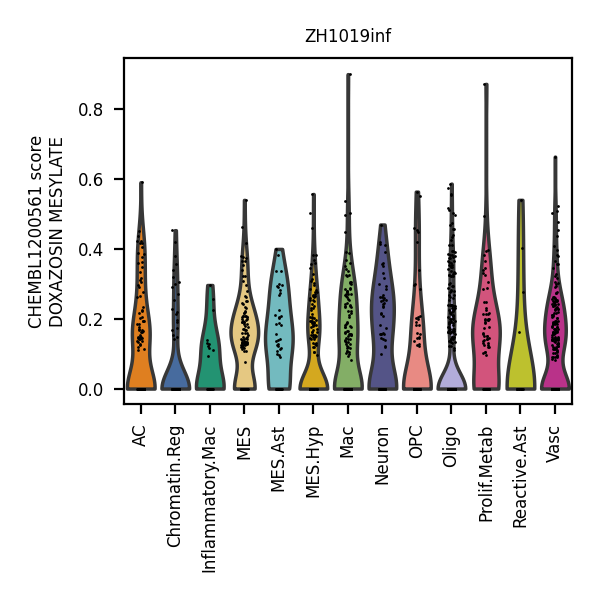 ZH1019inf
CHEMBL1200561 score
DOXAZOSIN MESYLATE
0.8
0.6
0.4
0.2
0.0
AC
Chromatin.Reg
Inflammatory.Mac
MES
MES.Ast
MES.Hyp
Mac
Neuron
OPC
Oligo
Prolif.Metab
Reactive.Ast
Vasc